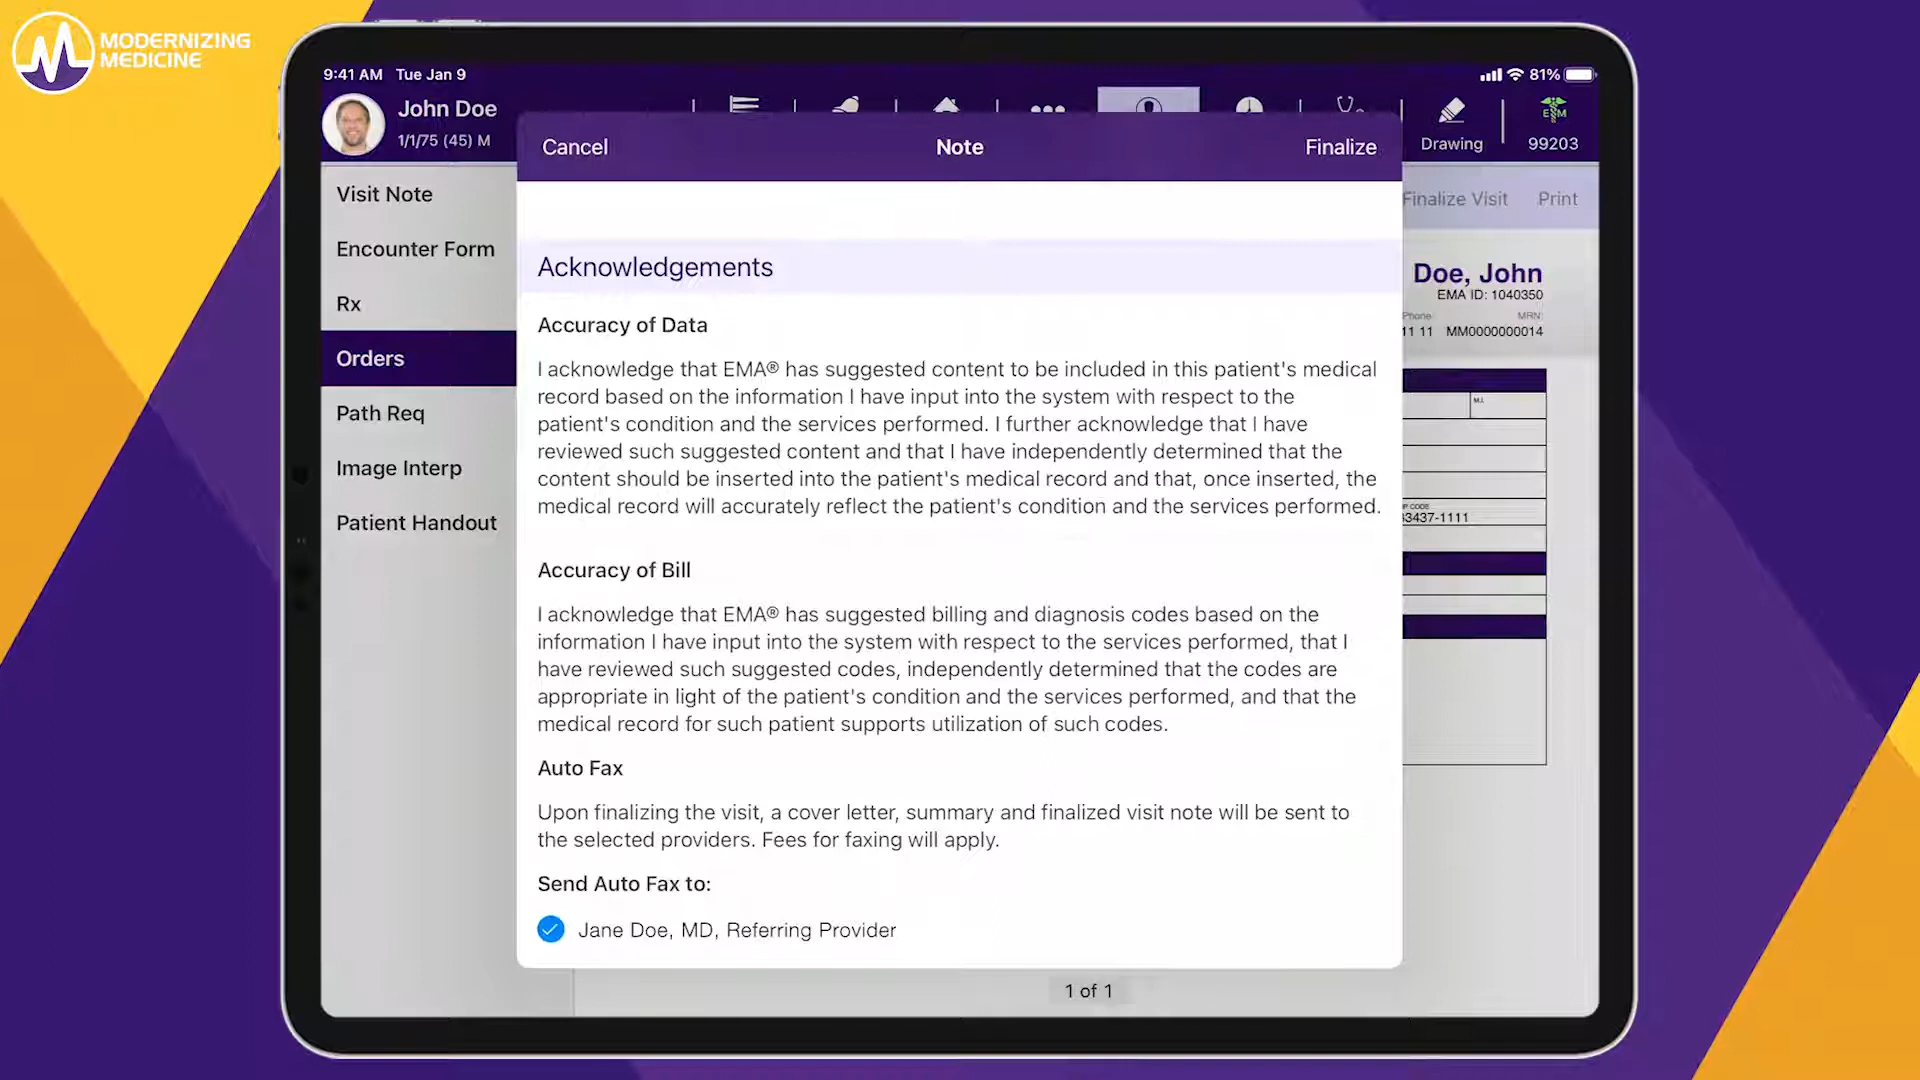 MODERNIZING
MEDICINE
9:41 AM Tue Jan 9
81%
John Doe
1/1/75 (45) M
Drawing
E/M
99203
Cancel
Note
Finalize
Visit Note
Encounter Form
Rx
Orders
Path Req
Image Interp
Patient Handout
Finalize Visit
Print
Doe, John
EMA ID: 1040350
Phone
MRN:
11 11 MM0000000014
M.I.
P CODE
33437-1111
Acknowledgements
Accuracy of Data
I acknowledge that EMA® has suggested content to be included in this patient's medical
record based on the information I have input into the system with respect to the
patient's condition and the services performed. I further acknowledge that I have
reviewed such suggested content and that I have independently determined that the
content should be inserted into the patient's medical record and that, once inserted, the
medical record will accurately reflect the patient's condition and the services performed.
Accuracy of Bill
I acknowledge that EMA® has suggested billing and diagnosis codes based on the
information I have input into the system with respect to the services performed, that I
have reviewed such suggested codes, independently determined that the codes are
appropriate in light of the patient's condition and the services performed, and that the
medical record for such patient supports utilization of such codes.
Auto Fax
Upon finalizing the visit, a cover letter, summary and finalized visit note will be sent to
the selected providers. Fees for faxing will apply.
Send Auto Fax to:
Jane Doe, MD, Referring Provider
1 of 1